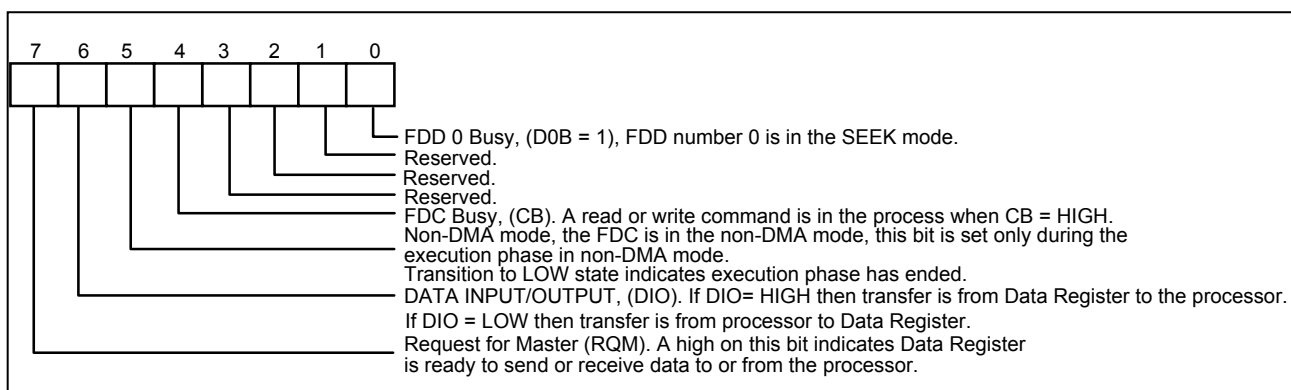 7 6 5 4 3 2 1 0
FDD 0 Busy, (D0B = 1), FDD number 0 is in the SEEK mode.
Reserved.
Reserved.
Reserved.
FDC Busy, (CB). A read or write command is in the process when CB = HIGH.
Non-DMA mode, the FDC is in the non-DMA mode, this bit is set only during the
execution phase in non-DMA mode.
Transition to LOW state indicates execution phase has ended.
DATA INPUT/OUTPUT, (DIO). If DIO= HIGH then transfer is from Data Register to the processor.
If DIO = LOW then transfer is from processor to Data Register.
Request for Master (RQM). A high on this bit indicates Data Register
is ready to send or receive data to or from the processor.